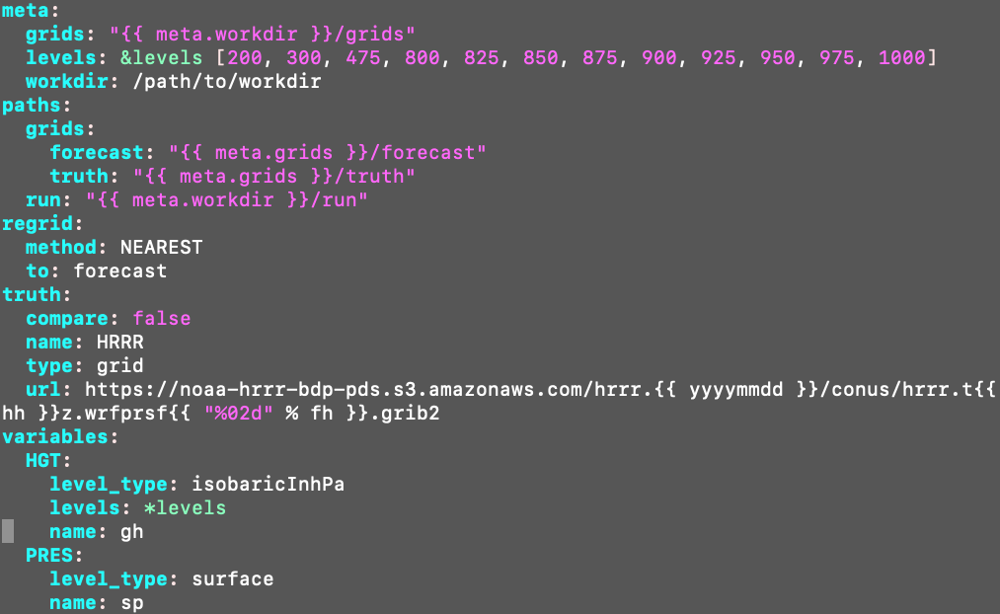 meta:
  grids: "{{ meta.workdir }}/grids"
  levels: &levels [200, 300, 475, 800, 825, 850, 875, 900, 925, 950, 975, 1000]
  workdir: /path/to/workdir
paths:
  grids:
    forecast: "{{ meta.grids }}/forecast"
    truth: "{{ meta.grids }}/truth"
  run: "{{ meta.workdir }}/run"
regrid:
  method: NEAREST
  to: forecast
truth:
  compare: false
  name: HRRR
  type: grid
  url: https://noaa-hrrr-bdp-pds.s3.amazonaws.com/hrrr.{{ yyyymmdd }}/conus/hrrr.t{{
hh }}z.wrfprsf{{ "%02d" % fh }}.grib2
variables:
  HGT:
    level_type: isobaricInhPa
    levels: *levels
    name: gh
  PRES:
    level_type: surface
    name: sp